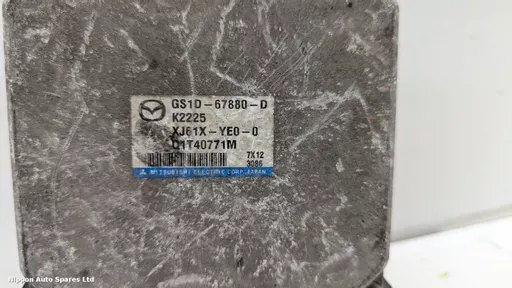 GS1D-67880-D
K2225
XJ61X-YE0-0
Q1T40771M
7X12
3086
MITSUBISHI ELECTRIC CORP. JAPAN
Nippon Auto Spares Ltd